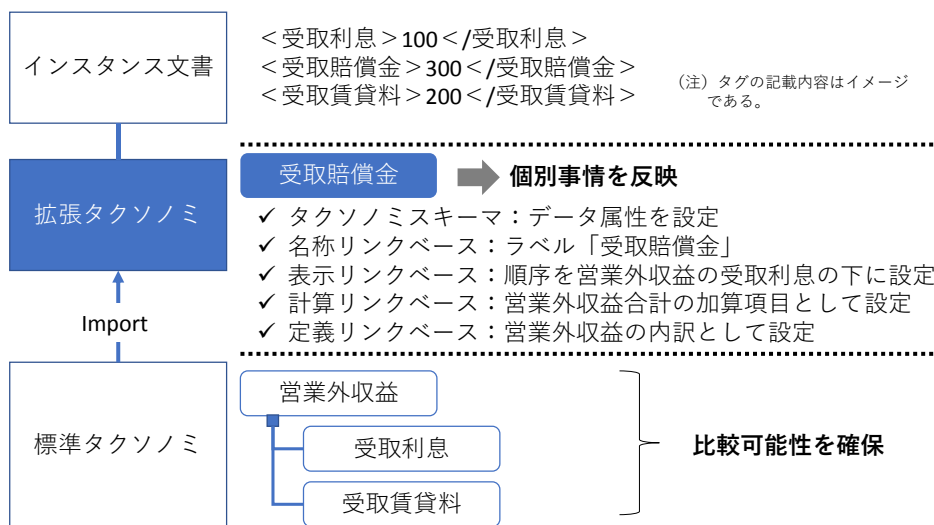 インスタンス文書
＜受取利息＞100＜/受取利息＞
＜受取賠償金＞300＜/受取賠償金＞
＜受取賃貸料＞200＜/受取賃貸料＞
（注）タグの記載内容はイメージ
である。
拡張タクソノミ
受取賠償金
個別事情を反映
✓ タクソノミスキーマ：データ属性を設定
✓ 名称リンクベース：ラベル「受取賠償金」
✓ 表示リンクベース：順序を営業外収益の受取利息の下に設定
✓ 計算リンクベース：営業外収益合計の加算項目として設定
✓ 定義リンクベース：営業外収益の内訳として設定
Import
標準タクソノミ
営業外収益
受取利息
受取賃貸料
比較可能性を確保